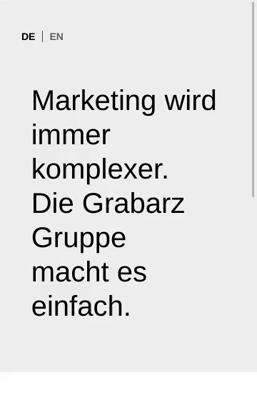 DE | EN
Marketing wird
immer
komplexer.
Die Grabarz
Gruppe
macht es
einfach.